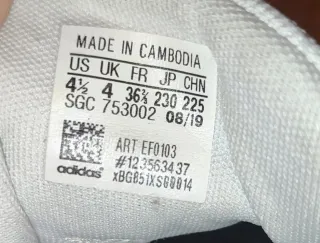 MADE IN CAMBODIA
US UK FR JP CHN
4½ 4 36⅔ 230 225
SGC 753002 08/19
ART EF0103
#123563437
adidas